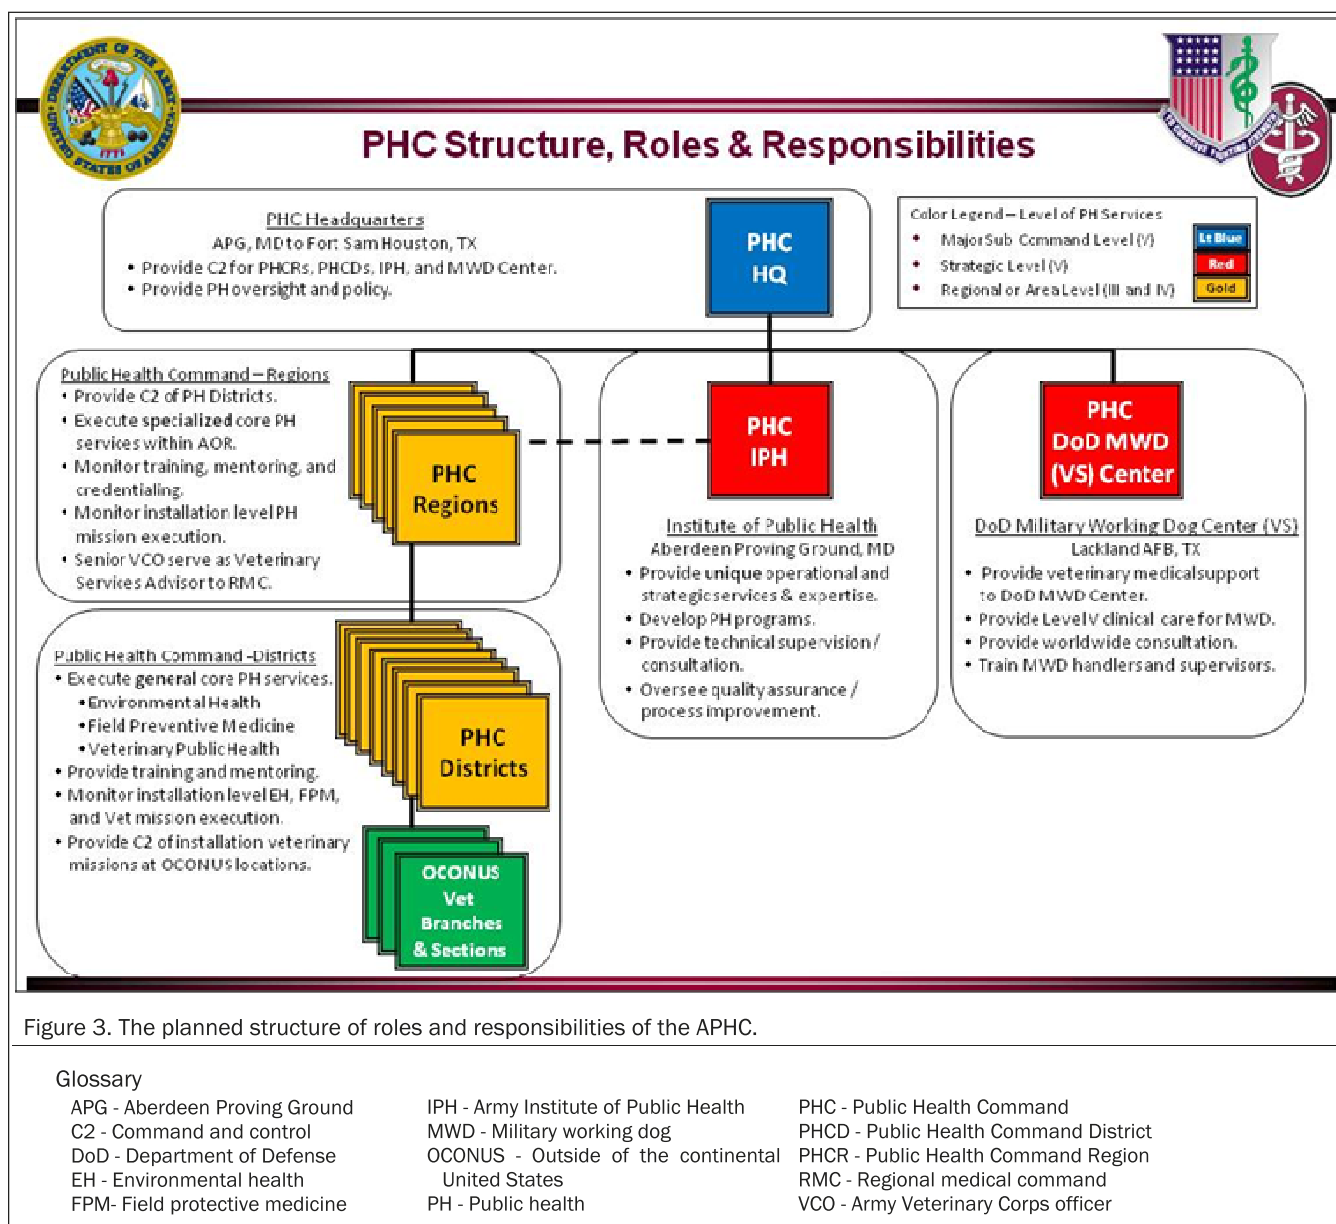 DEPARTMENT OF THE ARMY
UNITED STATES OF AMERICA
PHC Structure, Roles & Responsibilities
PHC Headquarters
APG, MD to Fort Sam Houston, TX
• Provide C2 for PHCRs, PHCDs, IPH, and MWD Center.
• Provide PH oversight and policy.
PHC
HQ
Color Legend – Level of PH Services
• Major Sub Command Level (V)
Lt Blue
• Strategic Level (V)
Red
• Regional or Area Level (III and IV)
Gold
Public Health Command – Regions
• Provide C2 of PH Districts.
• Execute specialized core PH
services within AOR.
• Monitor training, mentoring, and
credentialing.
• Monitor installation level PH
mission execution.
• Senior VCO serve as Veterinary
Services Advisor to RMC.
PHC
Regions
PHC
IPH
Institute of Public Health
Aberdeen Proving Ground, MD
• Provide unique operational and
strategic services & expertise.
• Develop PH programs.
• Provide technical supervision /
consultation.
• Oversee quality assurance /
process improvement.
PHC
DoD MWD
(VS) Center
DoD Military Working Dog Center (VS)
Lackland AFB, TX
• Provide veterinary medical support
to DoD MWD Center.
• Provide Level V clinical care for MWD.
• Provide worldwide consultation.
• Train MWD handlers and supervisors.
Public Health Command -Districts
• Execute general core PH services.
• Environmental Health
• Field Preventive Medicine
• Veterinary Public Health
• Provide training and mentoring.
• Monitor installation level EH, FPM,
and Vet mission execution.
• Provide C2 of installation veterinary
missions at OCONUS locations.
PHC
Districts
OCONUS
Vet
Branches
& Sections
Figure 3. The planned structure of roles and responsibilities of the APHC.
Glossary
APG - Aberdeen Proving Ground
C2 - Command and control
DoD - Department of Defense
EH - Environmental health
FPM- Field protective medicine
IPH - Army Institute of Public Health
MWD - Military working dog
OCONUS - Outside of the continental
United States
PH - Public health
PHC - Public Health Command
PHCD - Public Health Command District
PHCR - Public Health Command Region
RMC - Regional medical command
VCO - Army Veterinary Corps officer